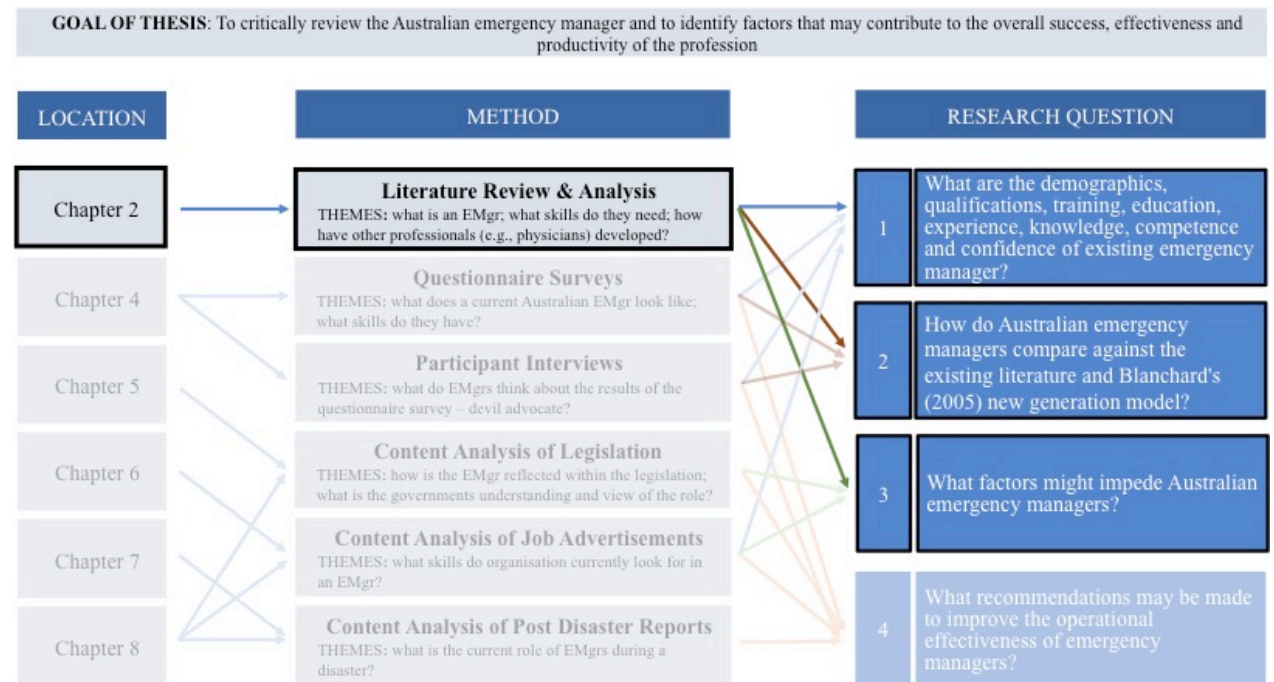 GOAL OF THESIS: To critically review the Australian emergency manager and to identify factors that may contribute to the overall success, effectiveness and
productivity of the profession
LOCATION
METHOD
RESEARCH QUESTION
Chapter 2
Literature Review & Analysis
THEMES: what is an EMgr; what skills do they need; how
have other professionals (e.g., physicians) developed?
1
What are the demographics,
qualifications, training, education,
experience, knowledge, competence
and confidence of existing emergency
manager?
Chapter 4
Questionnaire Surveys
THEMES: what does a current Australian EMgr look like;
what skills do they have?
2
How do Australian emergency
managers compare against the
existing literature and Blanchard's
(2005) new generation model?
Chapter 5
Participant Interviews
THEMES: what do EMgrs think about the results of the
questionnaire survey – devil advocate?
Chapter 6
Content Analysis of Legislation
THEMES: how is the EMgr reflected within the legislation;
what is the governments understanding and view of the role?
3
What factors might impede Australian
emergency managers?
Chapter 7
Content Analysis of Job Advertisements
THEMES: what skills do organisation currently look for in
an EMgr?
Chapter 8
Content Analysis of Post Disaster Reports
THEMES: what is the current role of EMgrs during a
disaster?
4
What recommendations may be made
to improve the operational
effectiveness of emergency
managers?